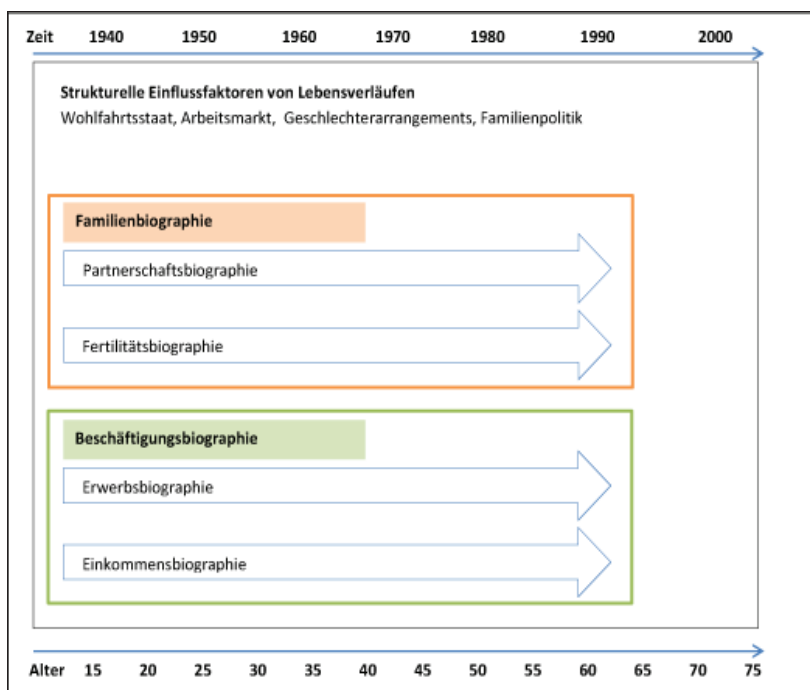 Zeit 1940 1950 1960 1970 1980 1990 2000
Strukturelle Einflussfaktoren von Lebensverläufen
Wohlfahrtsstaat, Arbeitsmarkt, Geschlechterarrangements, Familienpolitik
Familienbiographie
Partnerschaftsbiographie
Fertilitätsbiographie
Beschäftigungsbiographie
Erwerbsbiographie
Einkommensbiographie
Alter 15 20 25 30 35 40 45 50 55 60 65 70 75